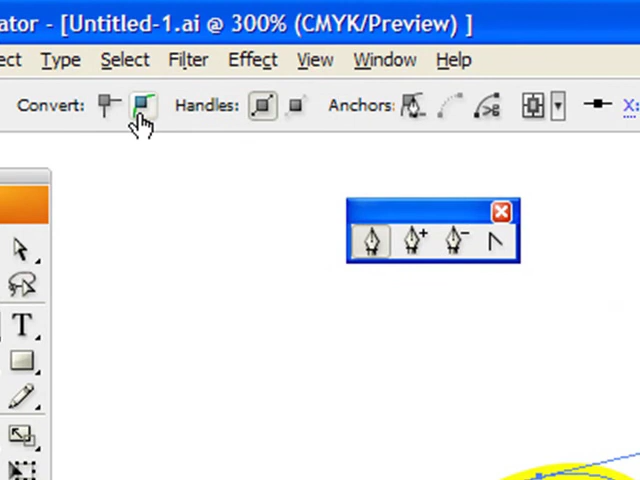 ator - [Untitled-1.ai @ 300% (CMYK/Preview) ]
ect Type Select Filter Effect View Window Help
Convert: Handles: Anchors: X:
T